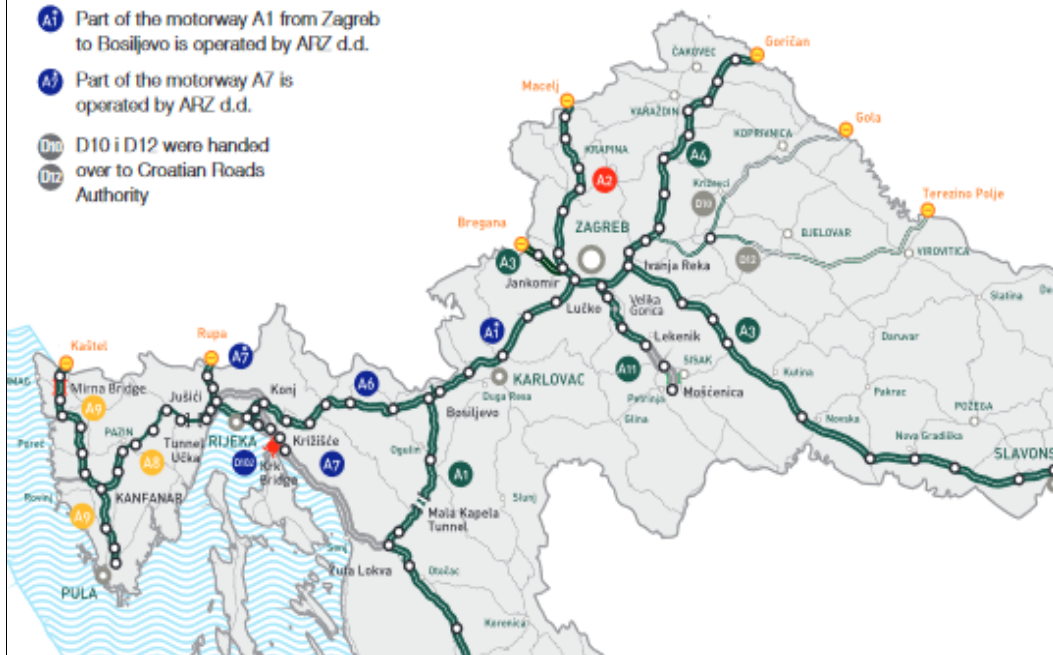 A1 Part of the motorway A1 from Zagreb
to Bosiljevo is operated by ARZ d.d.
A7 Part of the motorway A7 is
operated by ARZ d.d.
D10 D10 i D12 were handed
D12 over to Croatian Roads
Authority
Goričan
ČAKOVEC
Macelj
VARAŽDIN
Gola
KOPRIVNICA
KRAPINA
A4
A2
Križevci
D10
Terezino Polje
Bregana
ZAGREB
BJELOVAR
VIROVITICA
A3
Ivanja Reka
D12
Jankomir
Slatina
Lučko
Velika
Gorica
A1
A3
Rupa
A7
Lekenik
Daruvar
Kaštel
A11
SISAK
Kutina
MAG
Mirna Bridge
Konj
A6
KARLOVAC
Mošćenica
Pakrac
Jušići
Duga Resa
Petrinja
POŽEGA
A9
Bosiljevo
Glina
Novska
PAZIN
RIJEKA
Križišće
Nova Gradiška
Poreč
Tunnel
Učka
Ogulin
SLAVONS
A8
D102
Krk
Bridge
A7
A1
Rovinj
KANFANAR
Slunj
A9
Mala Kapela
Tunnel
Senj
Žuta Lokva
Otočac
PULA
Korenica